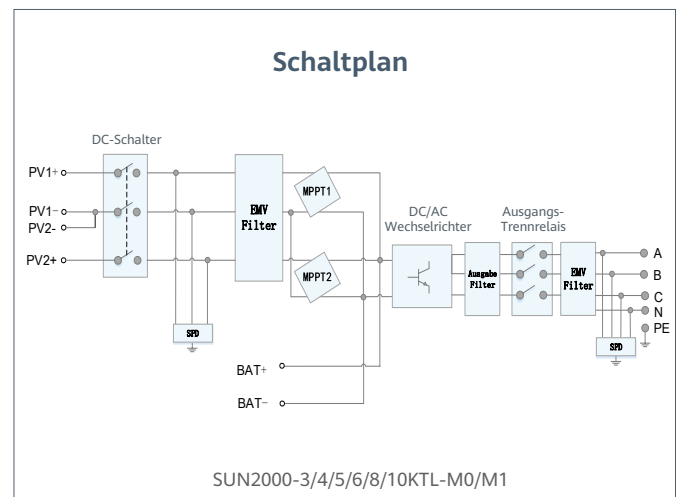 Schaltplan
DC-Schalter
PV1+
PV1−
PV2-
PV2+
EMV
Filter
MPPT1
MPPT2
DC/AC
Wechselrichter
Ausgabe
Filter
Ausgangs-
Trennrelais
EMV
Filter
A
B
C
N
PE
SPD
SPD
BAT+
BAT−
SUN2000-3/4/5/6/8/10KTL-M0/M1